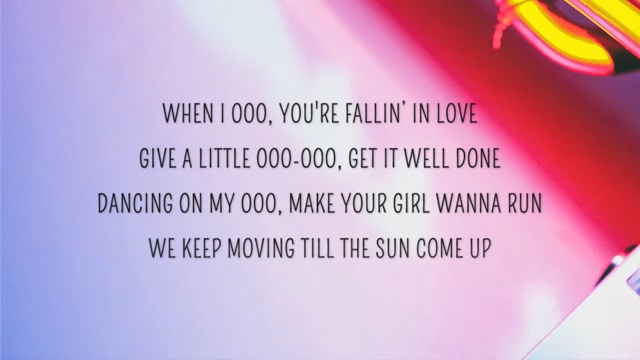 WHEN I OOO, YOU'RE FALLIN' IN LOVE
GIVE A LITTLE OOO-OOO, GET IT WELL DONE
DANCING ON MY OOO, MAKE YOUR GIRL WANNA RUN
WE KEEP MOVING TILL THE SUN COME UP